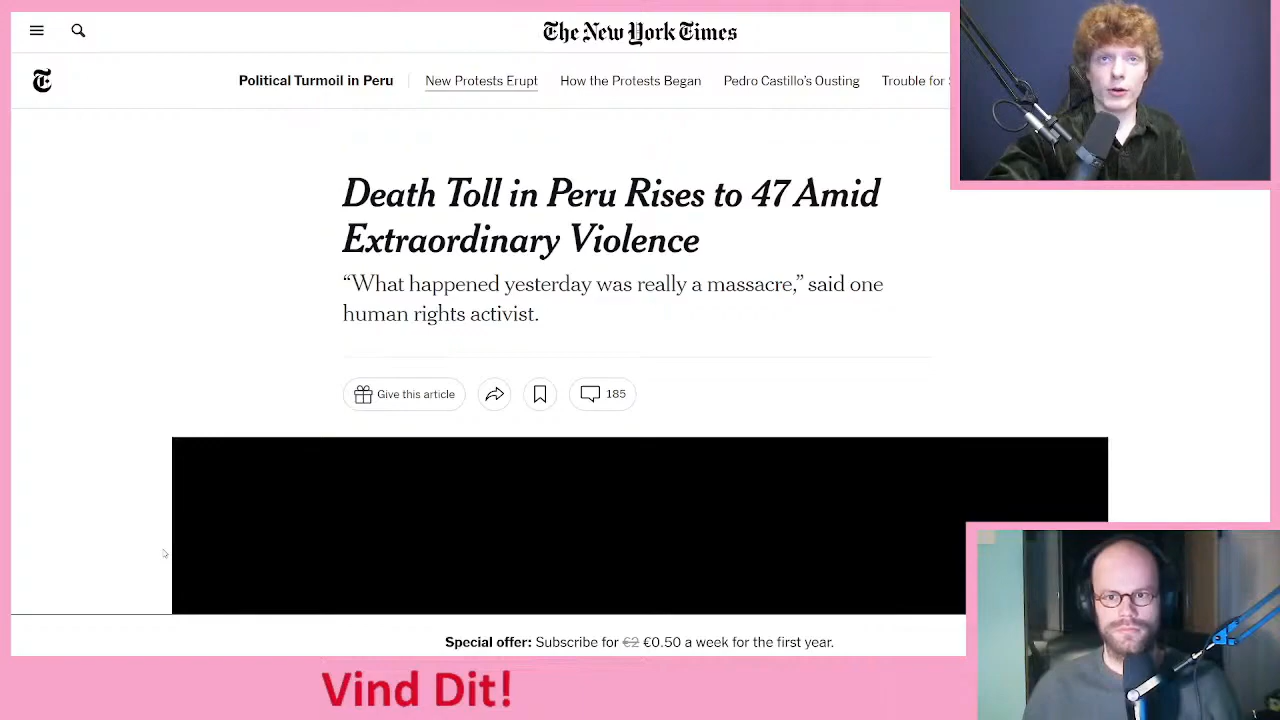 The New York Times
Political Turmoil in Peru
New Protests Erupt
How the Protests Began
Pedro Castillo’s Ousting
Trouble for
Death Toll in Peru Rises to 47 Amid
Extraordinary Violence
“What happened yesterday was really a massacre,” said one
human rights activist.
Give this article
185
Special offer: Subscribe for €2 €0.50 a week for the first year.
Vind Dit!